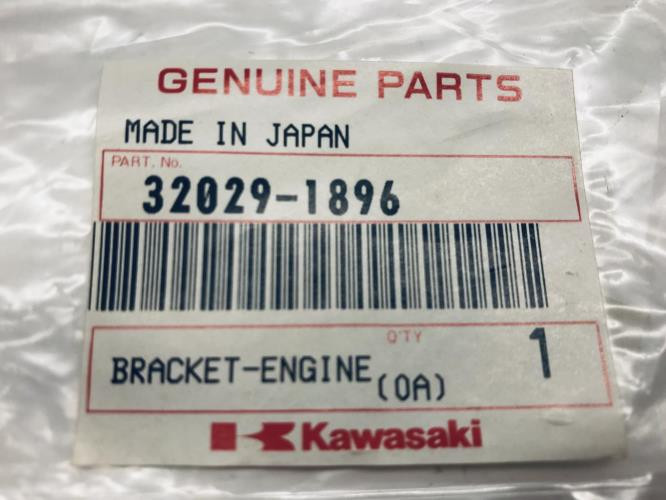 GENUINE PARTS
MADE IN JAPAN
PART. No.
32029-1896
Q'TY
BRACKET-ENGINE (0A) 1
Kawasaki